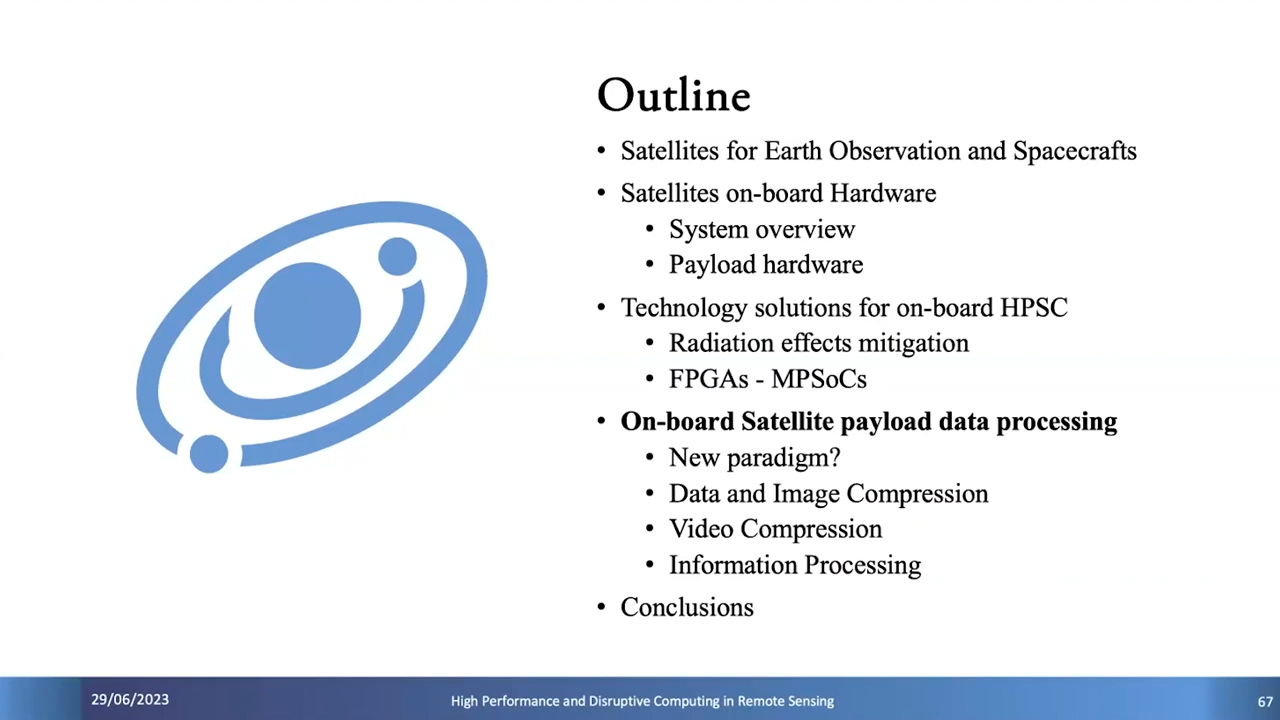 Outline
• Satellites for Earth Observation and Spacecrafts
• Satellites on-board Hardware
• System overview
• Payload hardware
• Technology solutions for on-board HPSC
• Radiation effects mitigation
• FPGAs - MPSoCs
• On-board Satellite payload data processing
• New paradigm?
• Data and Image Compression
• Video Compression
• Information Processing
• Conclusions
29/06/2023
High Performance and Disruptive Computing in Remote Sensing
67